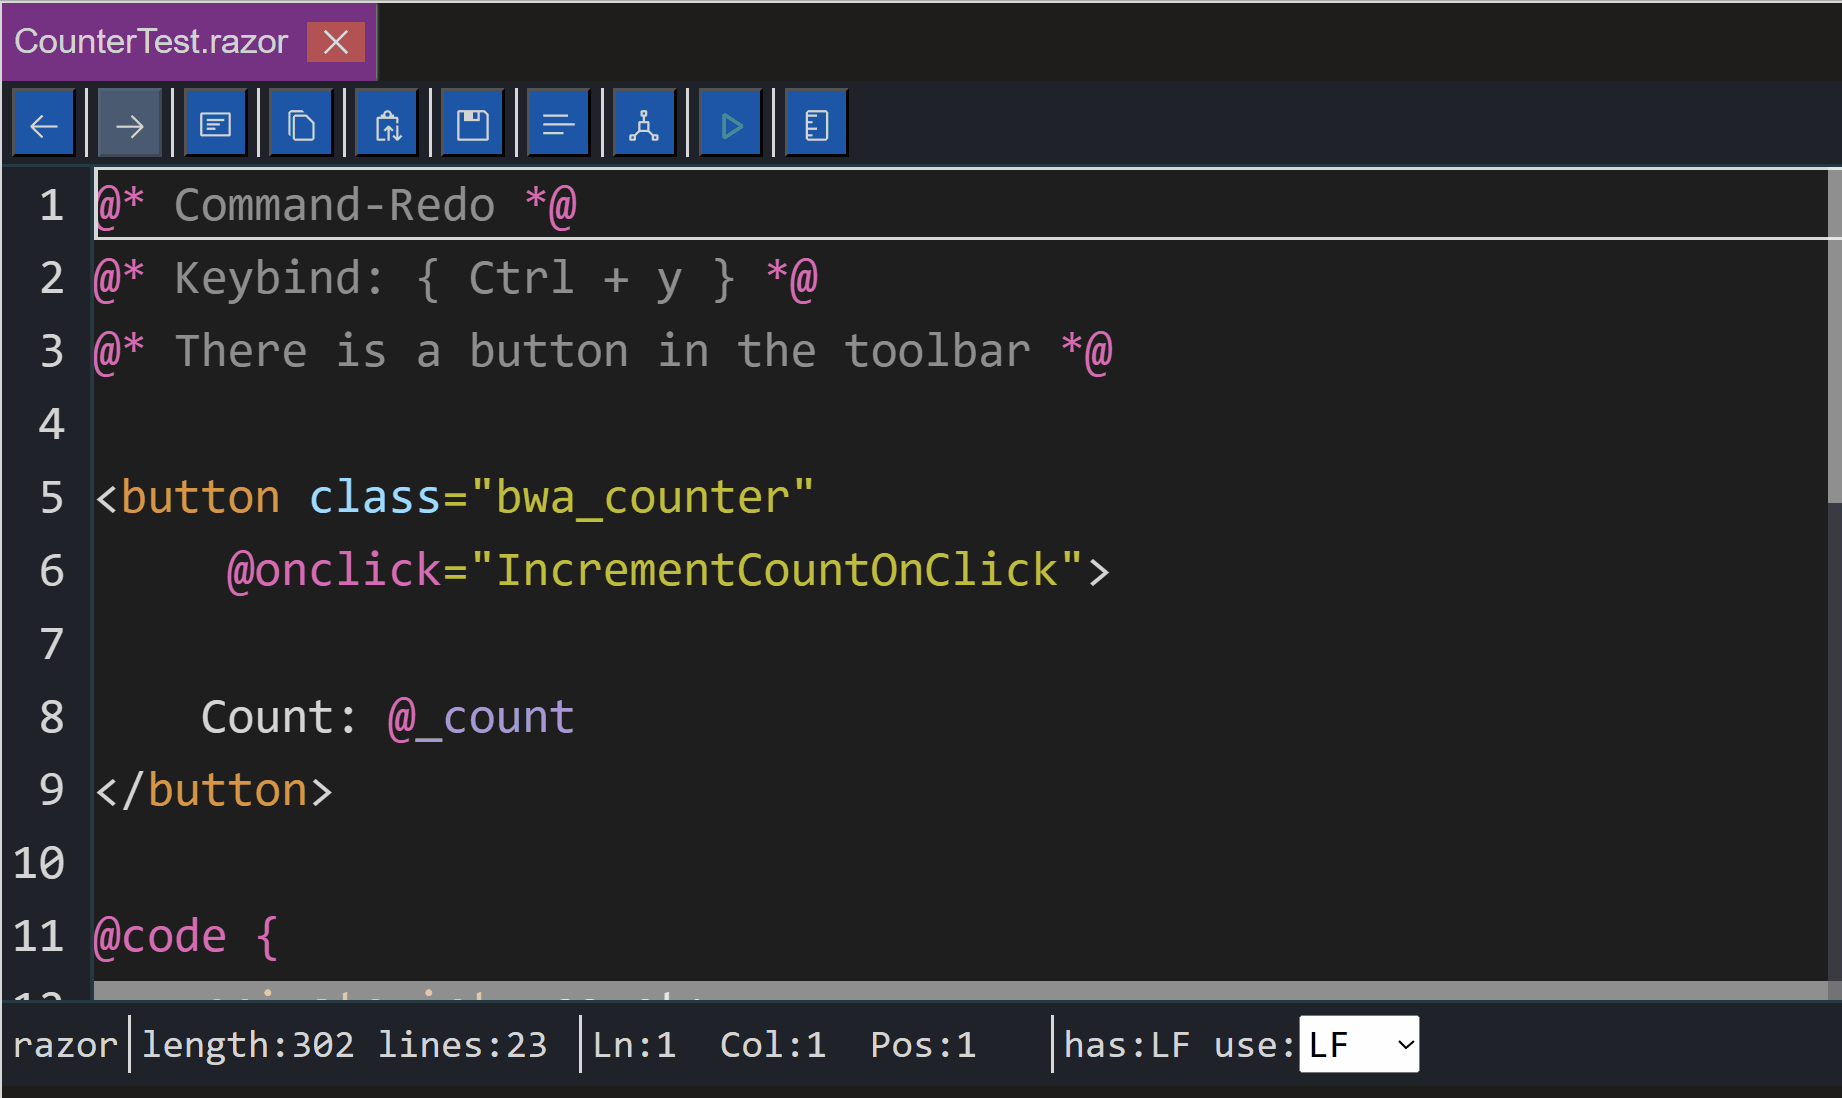 CounterTest.razor
1 @* Command-Redo *@
2 @* Keybind: { Ctrl + y } *@
3 @* There is a button in the toolbar *@
4
5 <button class="bwa_counter"
6 @onclick="IncrementCountOnClick">
7
8 Count: @_count
9 </button>
10
11 @code {
razor length:302 lines:23 Ln:1 Col:1 Pos:1 has:LF use: LF